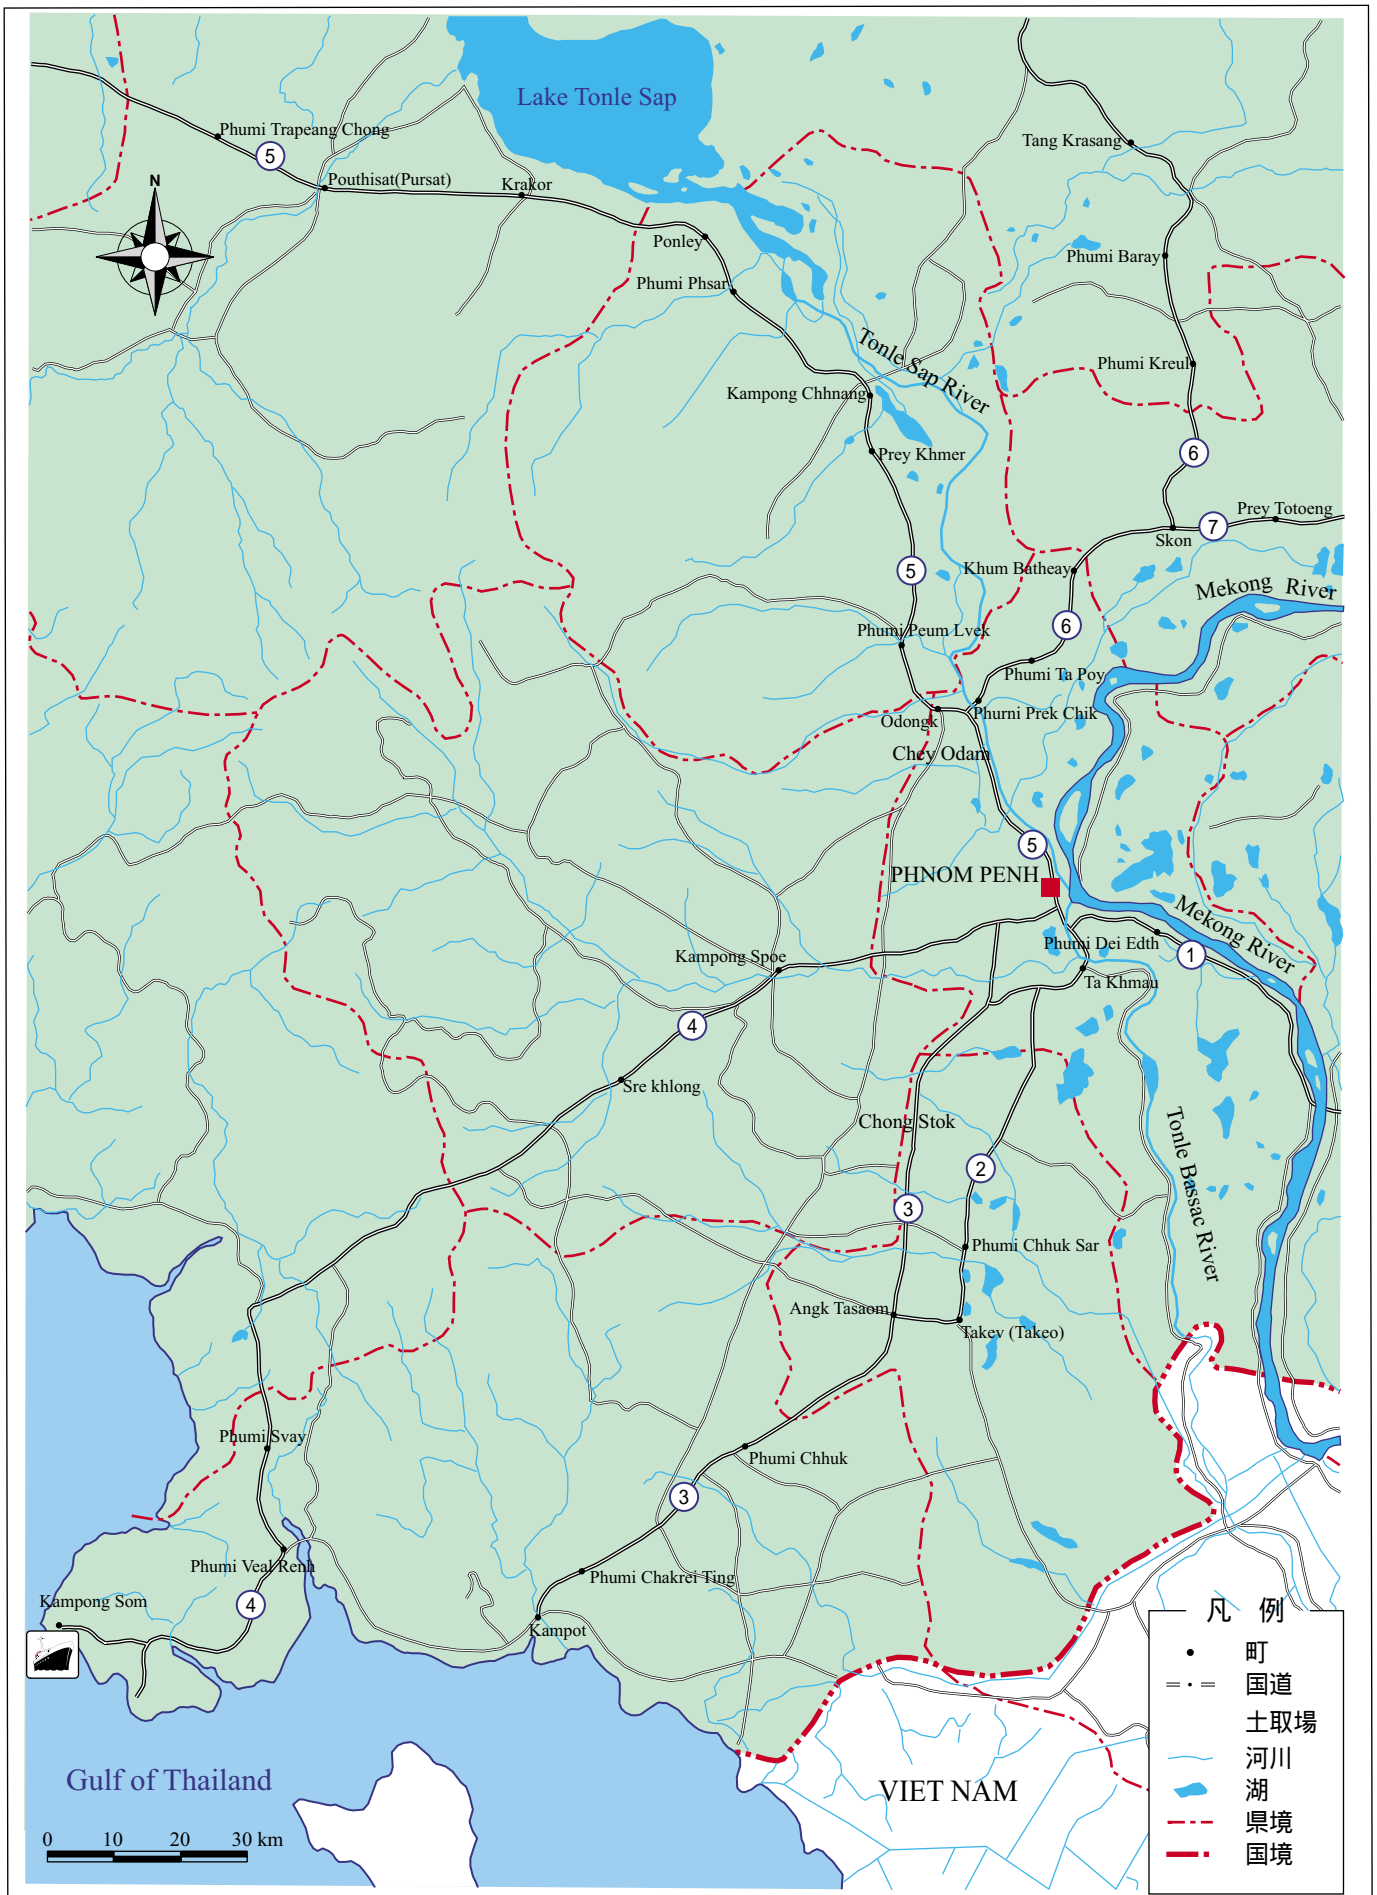 Lake Tonle Sap
Phumi Trapeang Chong
5
Tang Krasang
N
Pouthisat(Pursat)
Krakor
Ponley
Phumi Baray
Phumi Phsar
Tonle Sap River
Phumi Kreul
Kampong Chhnang
Prey Khmer
6
Prey Totoeng
7
Skon
5
Khum Batheay
Mekong River
6
Phumi Peum Lvek
Phumi Ta Poy
Odongk
Phurni Prek Chik
Chey Odam
5
PHNOM PENH
Mekong River
Phumi Dei Edth
1
Kampong Spoe
Ta Khmau
4
Sre khlong
Chong Stok
Tonle Bassac River
2
3
Phumi Chhuk Sar
Angk Tasaom
Takev (Takeo)
Phumi Svay
Phumi Chhuk
3
Phumi Veal Renh
Phumi Chakrei Ting
Kampong Som
4
Kampot
凡 例
町
国道
土取場
河川
湖
県境
国境
Gulf of Thailand
VIET NAM
0 10 20 30 km